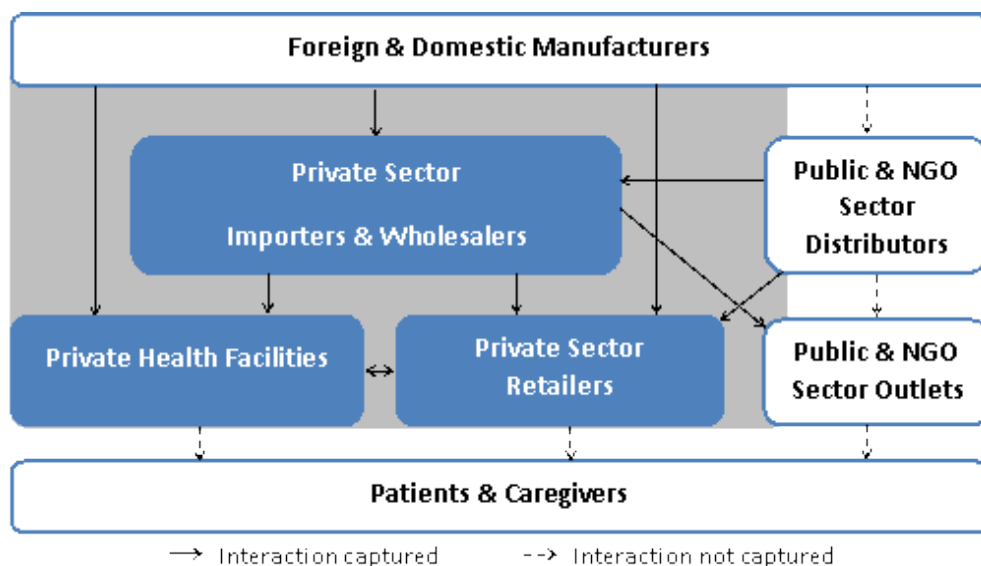 Foreign & Domestic Manufacturers
Private Sector
Importers & Wholesalers
Public & NGO
Sector
Distributors
Private Health Facilities
Private Sector
Retailers
Public & NGO
Sector Outlets
Patients & Caregivers
Interaction captured
Interaction not captured